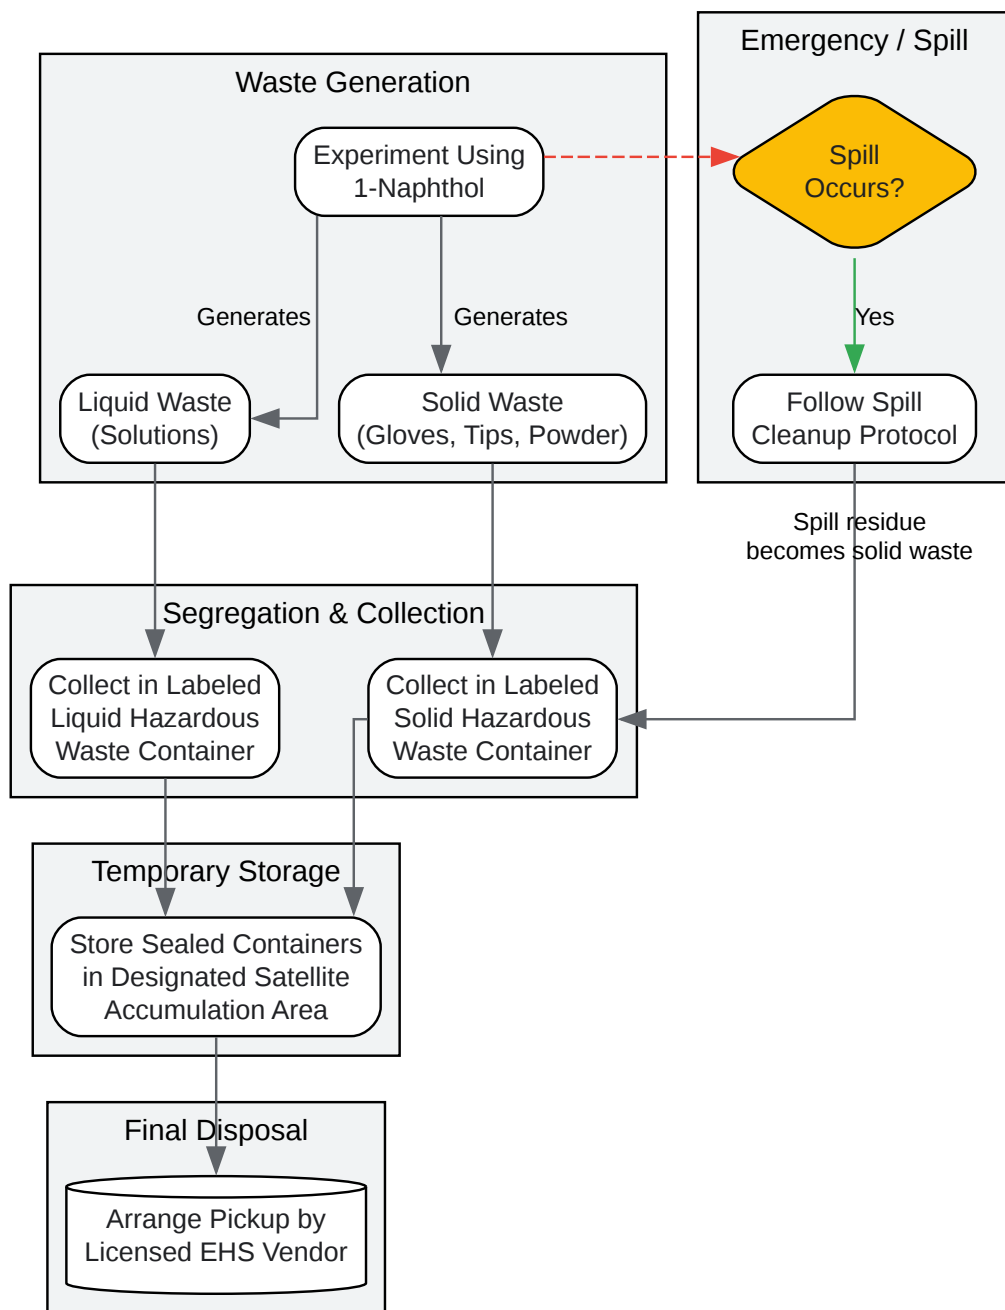 Emergency / Spill
Waste Generation
Experiment Using
1-Naphthol
Spill
Occurs?
Generates
Generates
Yes
Liquid Waste
(Solutions)
Solid Waste
(Gloves, Tips, Powder)
Follow Spill
Cleanup Protocol
Spill residue
becomes solid waste
Segregation & Collection
Collect in Labeled
Liquid Hazardous
Waste Container
Collect in Labeled
Solid Hazardous
Waste Container
Temporary Storage
Store Sealed Containers
in Designated Satellite
Accumulation Area
Final Disposal
Arrange Pickup by
Licensed EHS Vendor